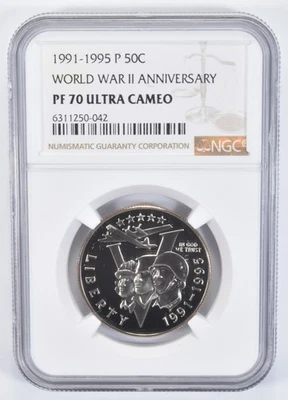 1991-1995 P 50C
WORLD WAR II ANNIVERSARY
PF 70 ULTRA CAMEO
6311250-042
NUMISMATIC GUARANTY CORPORATION
NGC
IN GOD
WE TRUST
LIBERTY
1991-1995